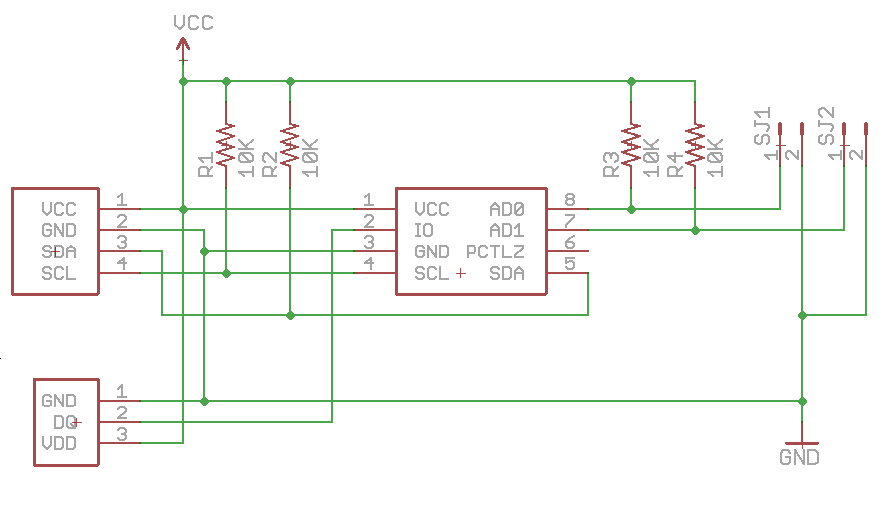 VCC
SJ1
SJ2
R1
10K
R2
10K
R3
10K
R4
10K
1
2
1
2
VCC 1
GND 2
SDA 3
SCL 4
1 VCC AD0 8
2 IO AD1 7
3 GND PCTLZ 6
4 SCL SDA 5
GND 1
DQ 2
VDD 3
GND